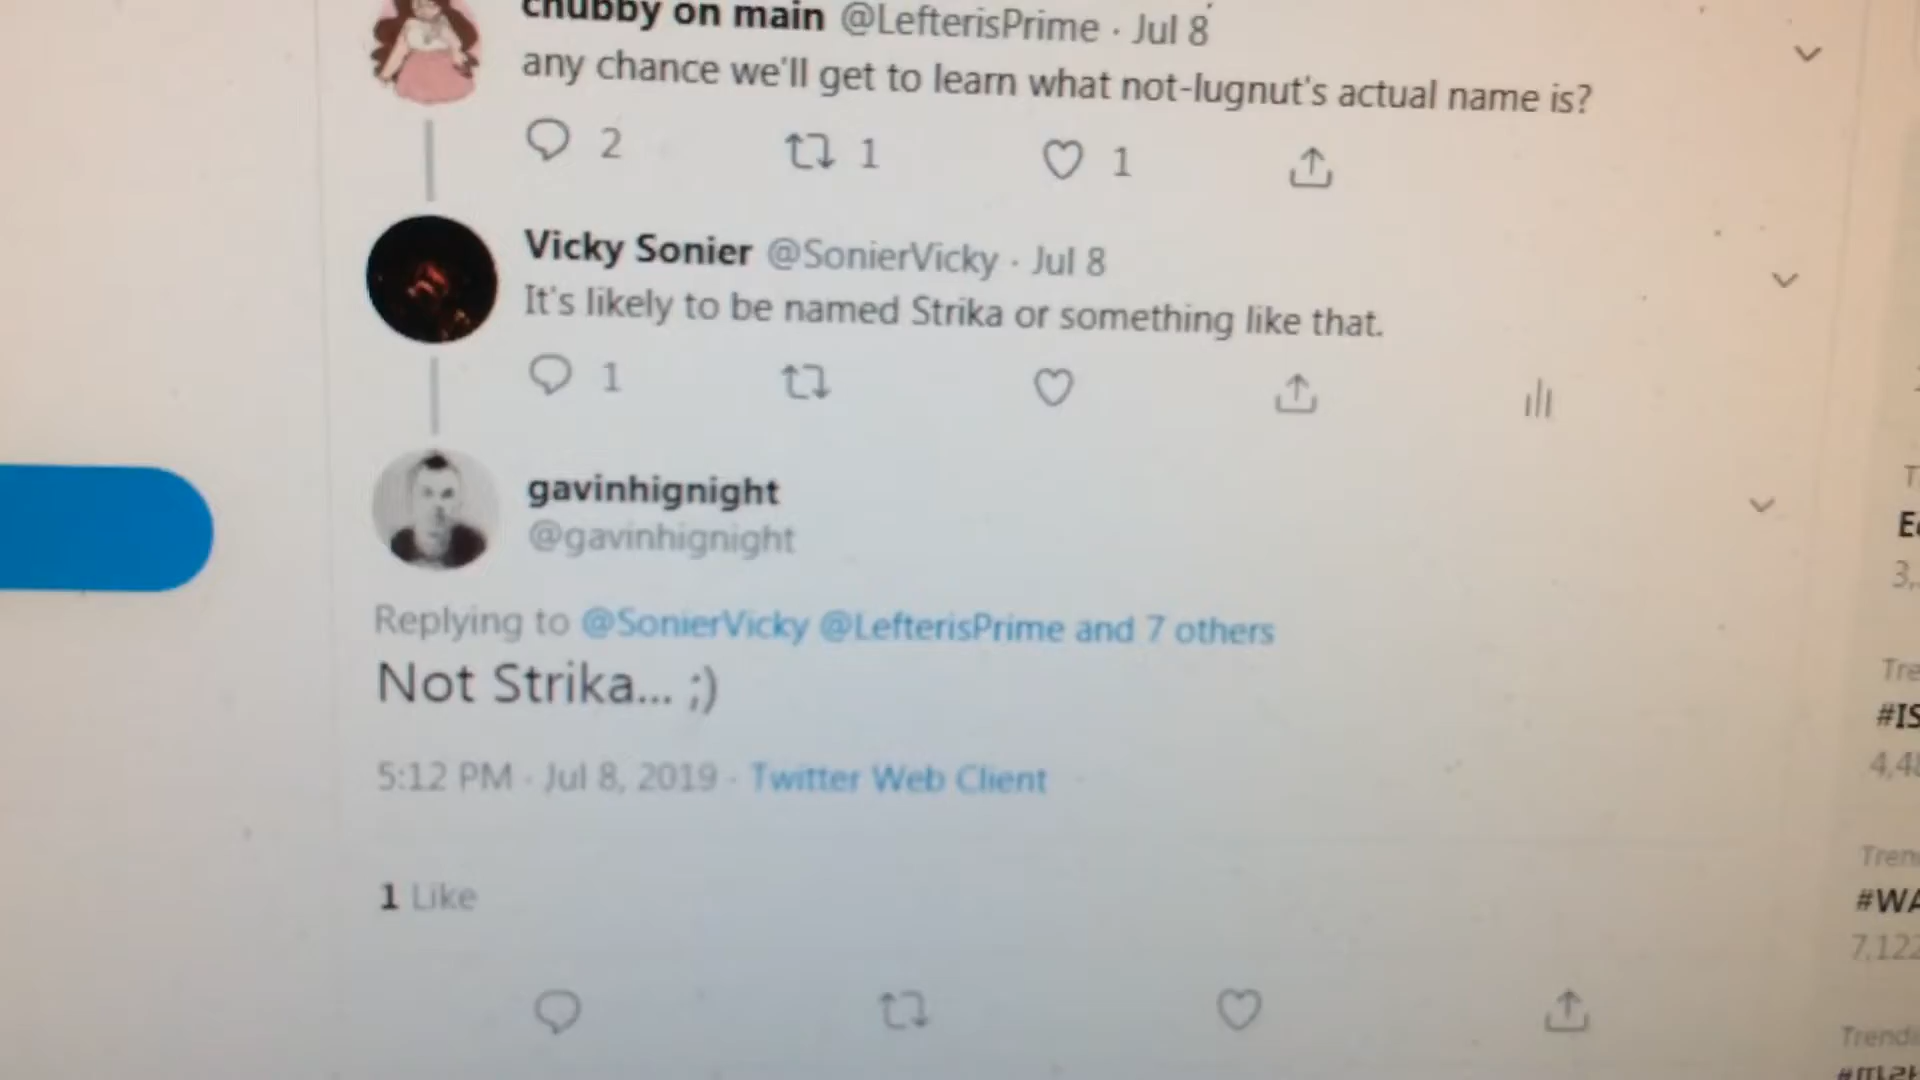 chubby on main @LefterisPrime · Jul 8
any chance we'll get to learn what not-lugnut's actual name is?
2 1 1
Vicky Sonier @SonierVicky · Jul 8
It's likely to be named Strika or something like that.
1
gavinhignight
@gavinhignight
Replying to @SonierVicky @LefterisPrime and 7 others
Not Strika... ;)
5:12 PM · Jul 8, 2019 · Twitter Web Client
1 Like
#IS
#WA
7,122